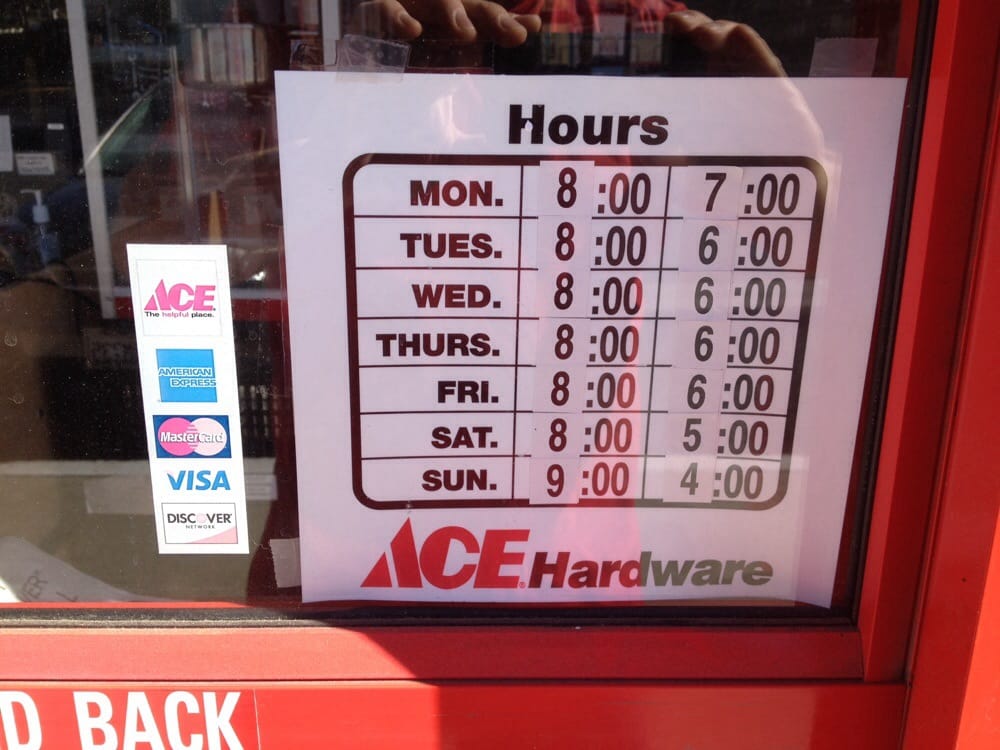 Hours
MON. 8:00 7:00
TUES. 8:00 6:00
WED. 8:00 6:00
THURS. 8:00 6:00
FRI. 8:00 6:00
SAT. 8:00 5:00
SUN. 9:00 4:00
ACE Hardware
ACE
The helpful place.
AMERICAN
EXPRESS
MasterCard
VISA
DISCOVER
NETWORK
D BACK